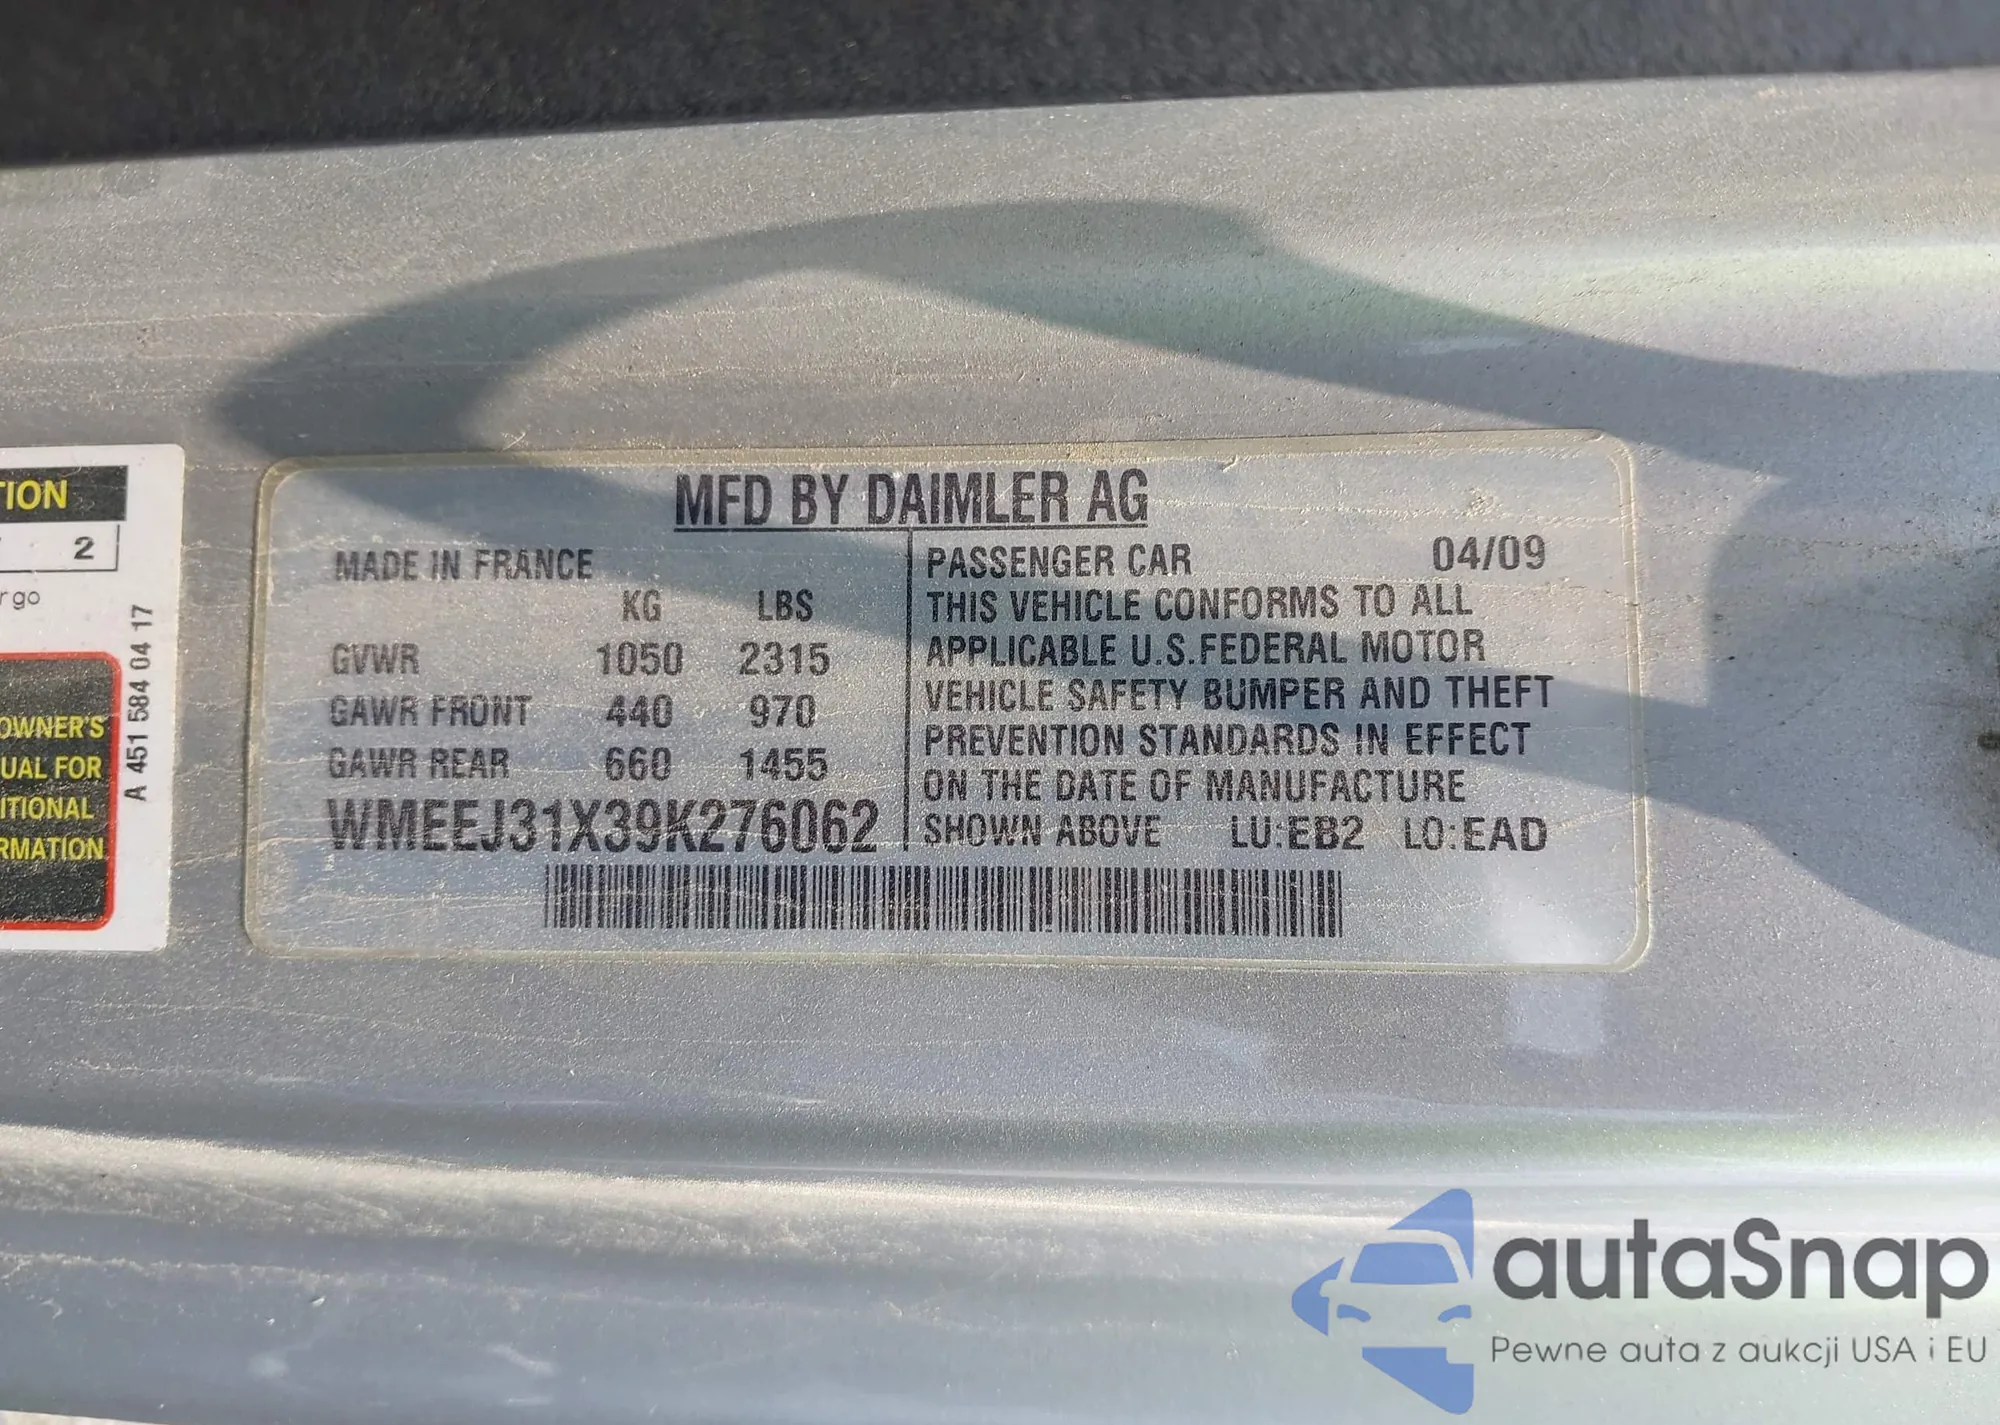 TION
2
rgo
OWNER'S
UAL FOR
ITIONAL
RMATION
A 451 584 04 17
MFD BY DAIMLER AG
MADE IN FRANCE
KG LBS
GVWR 1050 2315
GAWR FRONT 440 970
GAWR REAR 660 1455
WMEEJ31X39K276062
PASSENGER CAR 04/09
THIS VEHICLE CONFORMS TO ALL
APPLICABLE U.S.FEDERAL MOTOR
VEHICLE SAFETY BUMPER AND THEFT
PREVENTION STANDARDS IN EFFECT
ON THE DATE OF MANUFACTURE
SHOWN ABOVE LU:EB2 LO:EAD
autaSnap
Pewne auta z aukcji USA i EU